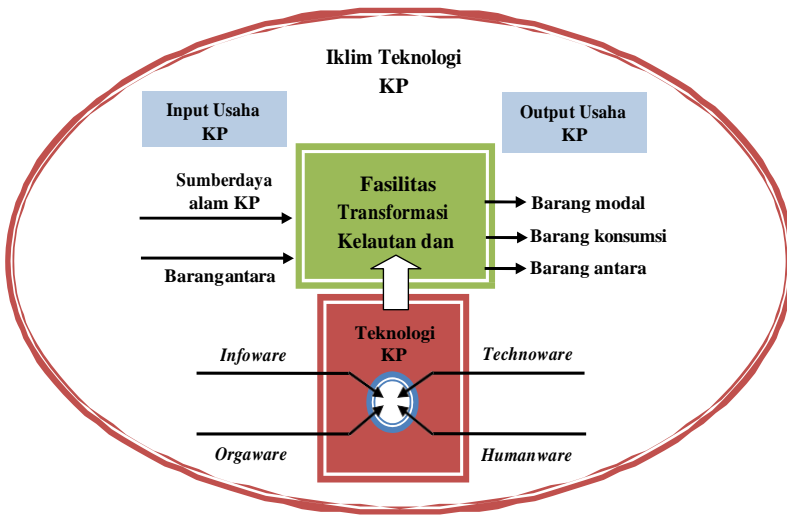 Iklim Teknologi
KP
Input Usaha
KP
Output Usaha
KP
Sumberdaya
alam KP
Barangantara
Fasilitas
Transformasi
Kelautan dan
Barang modal
Barang konsumsi
Barang antara
Teknologi
KP
Infoware
Technoware
Orgaware
Humanware